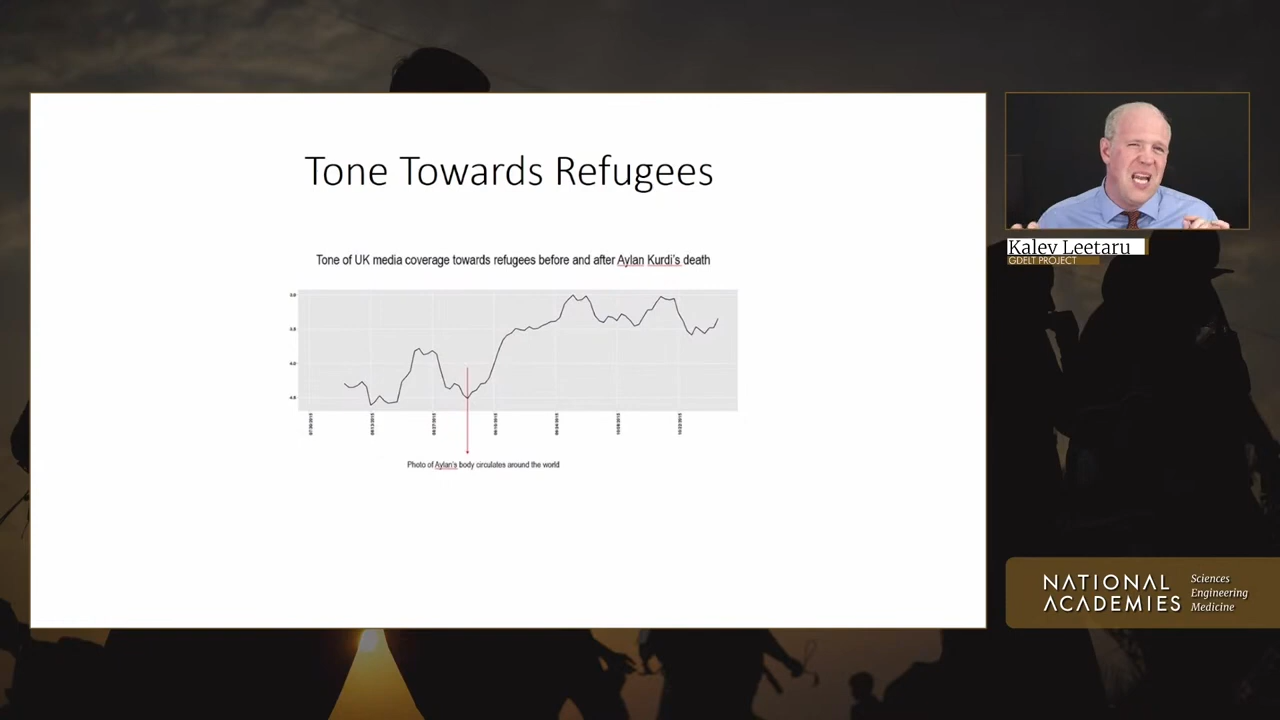 Tone Towards Refugees
Tone of UK media coverage towards refugees before and after Aylan Kurdi's death
Photo of Aylan's body circulates around the world
Kalev Leetaru
GDELT PROJECT
NATIONAL
ACADEMIES
Sciences
Engineering
Medicine